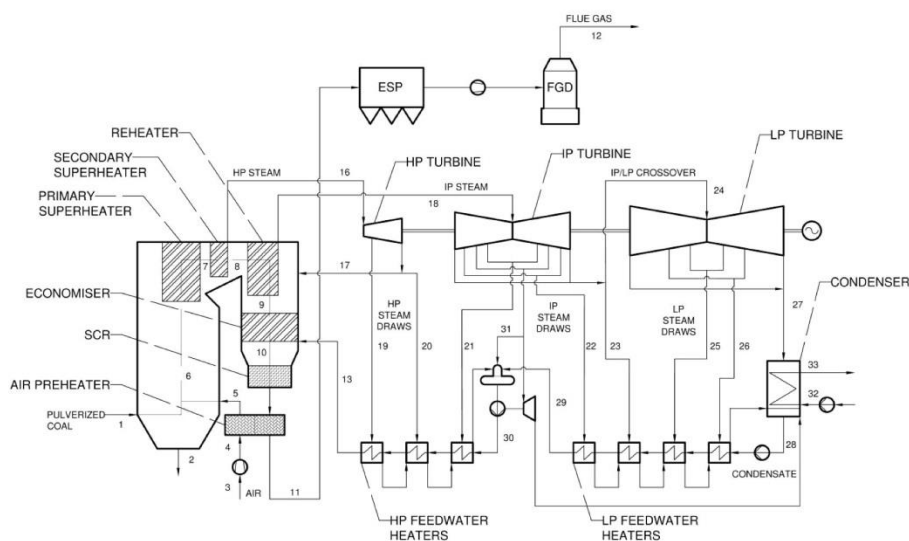 FLUE GAS
12
ESP
FGD
REHEATER
SECONDARY
SUPERHEATER
PRIMARY
SUPERHEATER
HP STEAM
16
HP TURBINE
IP STEAM
18
IP TURBINE
IP/LP CROSSOVER
24
LP TURBINE
7
8
17
9
ECONOMISER
SCR
AIR PREHEATER
10
6
5
13
HP
STEAM
DRAWS
19
20
21
31
IP
STEAM
DRAWS
22
23
LP
STEAM
DRAWS
25
26
27
CONDENSER
33
32
PULVERIZED
COAL
1
2
4
3
AIR
11
29
30
28
CONDENSATE
HP FEEDWATER
HEATERS
LP FEEDWATER
HEATERS